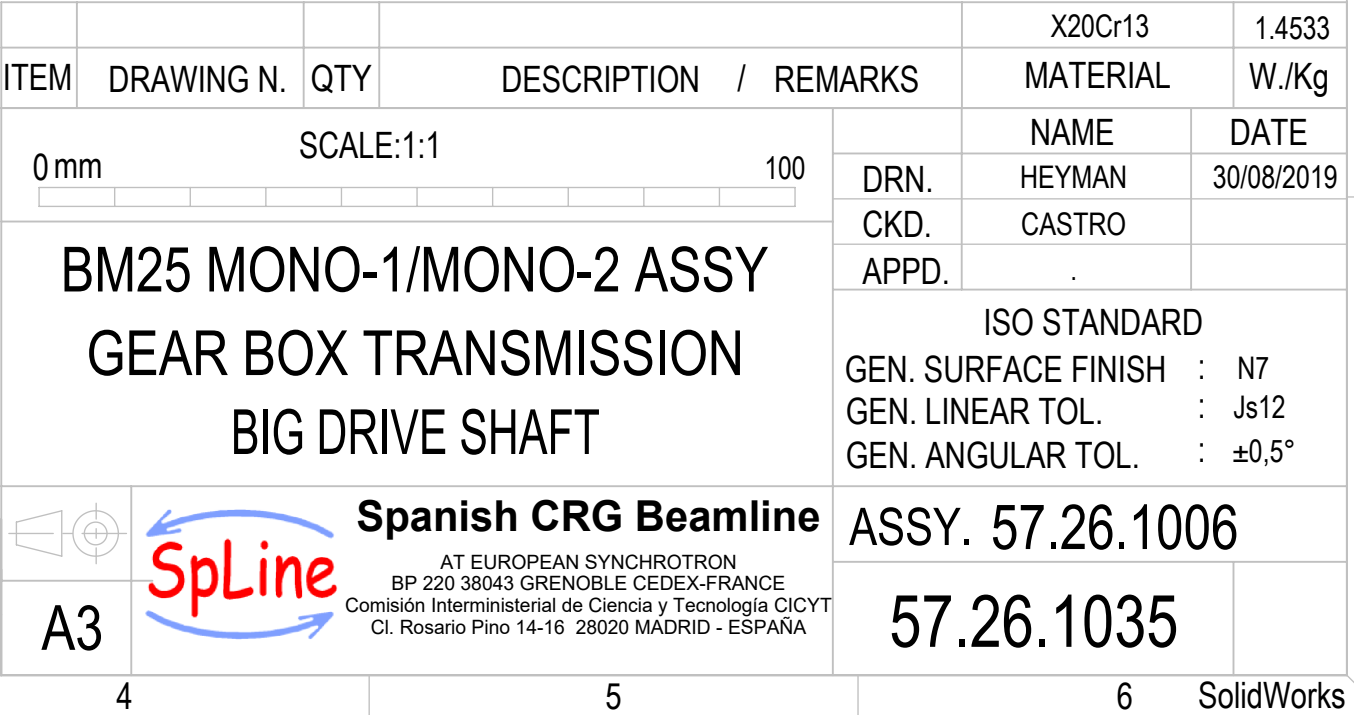 X20Cr13 1.4533
ITEM DRAWING N. QTY DESCRIPTION / REMARKS MATERIAL W./Kg
SCALE:1:1
0 mm 100
NAME DATE
DRN. HEYMAN 30/08/2019
CKD. CASTRO
APPD. .
BM25 MONO-1/MONO-2 ASSY
GEAR BOX TRANSMISSION
BIG DRIVE SHAFT
ISO STANDARD
GEN. SURFACE FINISH : N7
GEN. LINEAR TOL. : Js12
GEN. ANGULAR TOL. : ±0,5°
A3
SpLine
Spanish CRG Beamline
AT EUROPEAN SYNCHROTRON
BP 220 38043 GRENOBLE CEDEX-FRANCE
Comisión Interministerial de Ciencia y Tecnología CICYT
Cl. Rosario Pino 14-16 28020 MADRID - ESPAÑA
ASSY. 57.26.1006
57.26.1035
4 5 6 SolidWorks